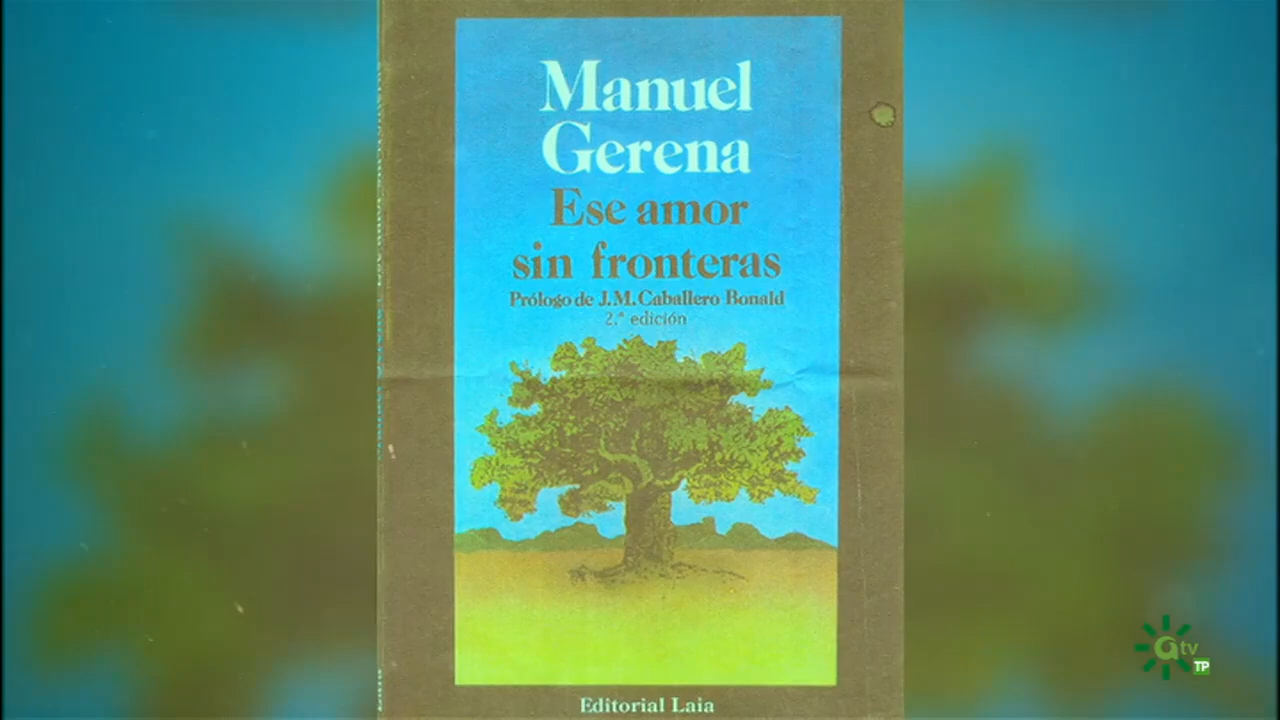 Manuel
Gerena
Ese amor
sin fronteras
Prólogo de J.M. Caballero Bonald
2.ª edición
Editorial Laia
tv
TP